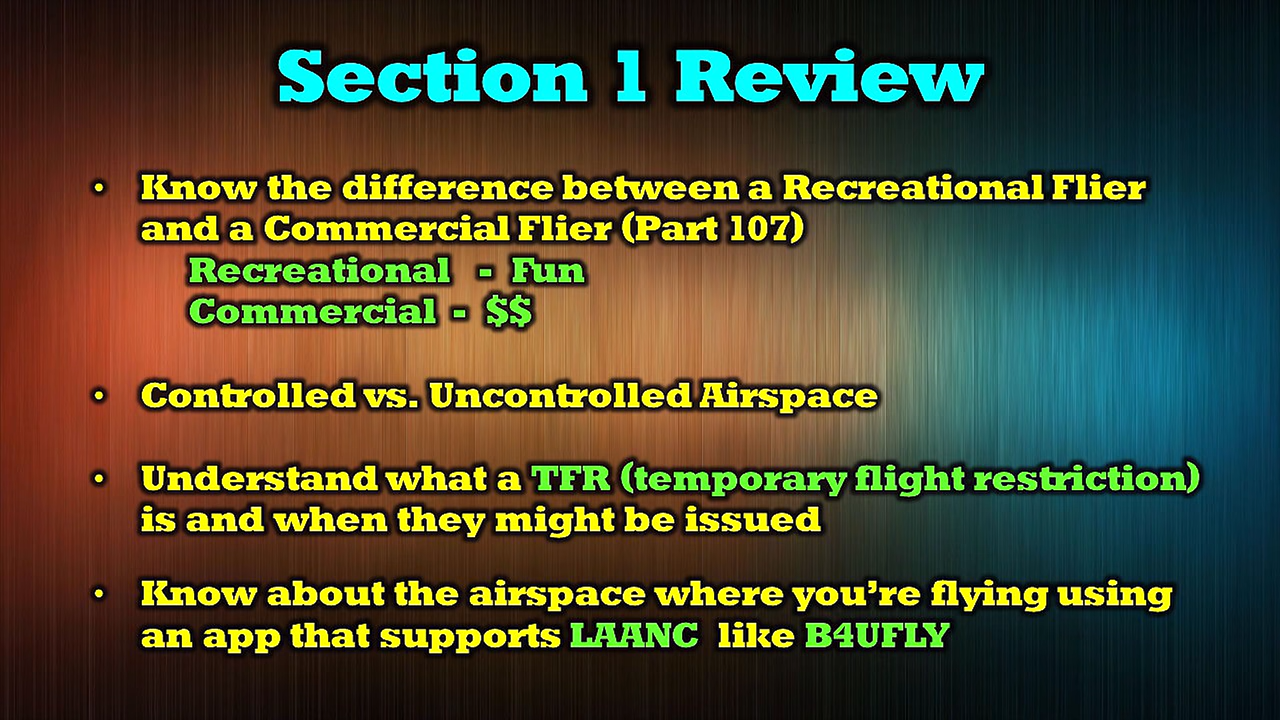 Section 1 Review
• Know the difference between a Recreational Flier
and a Commercial Flier (Part 107)
Recreational - Fun
Commercial - $$
• Controlled vs. Uncontrolled Airspace
• Understand what a TFR (temporary flight restriction)
is and when they might be issued
• Know about the airspace where you’re flying using
an app that supports LAANC like B4UFLY